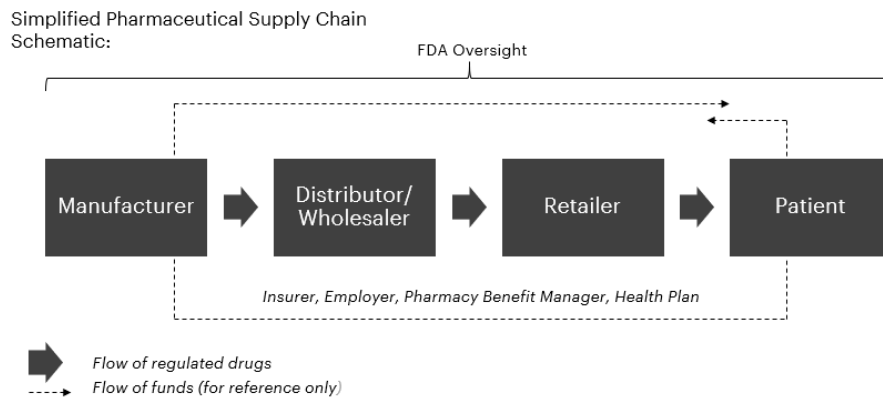 Simplified Pharmaceutical Supply Chain
Schematic:
FDA Oversight
Manufacturer
Distributor/
Wholesaler
Retailer
Patient
Insurer, Employer, Pharmacy Benefit Manager, Health Plan
Flow of regulated drugs
Flow of funds (for reference only)